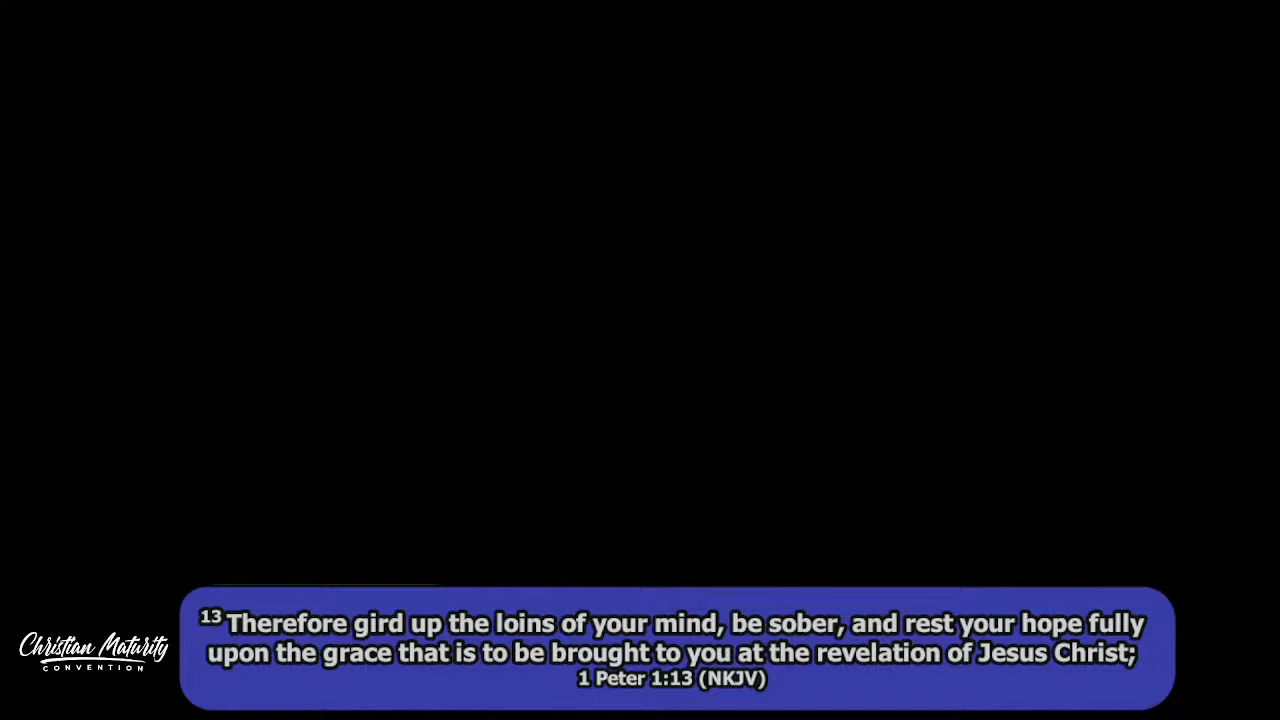 13 Therefore gird up the loins of your mind, be sober, and rest your hope fully
upon the grace that is to be brought to you at the revelation of Jesus Christ;
1 Peter 1:13 (NKJV)
Christian Maturity
CONVENTION